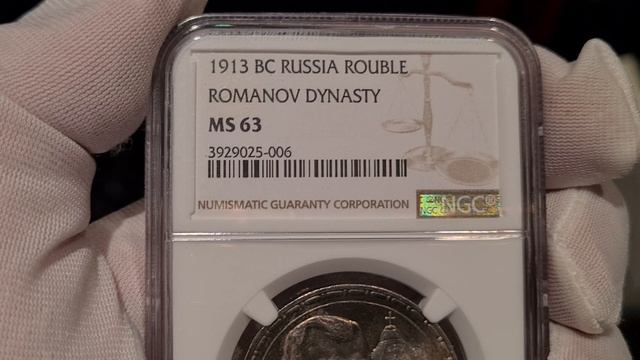 1913 BC RUSSIA ROUBLE
ROMANOV DYNASTY
MS 63
3929025-006
NUMISMATIC GUARANTY CORPORATION
NGC